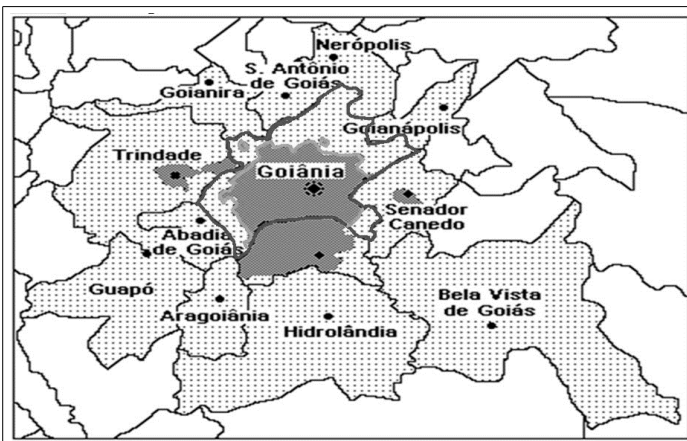 Nerópolis
S. Antônio
de Goiás
Goianira
Goianápolis
Trindade
Goiânia
Senador
Canedo
Abadia
de Goiás
Guapó
Aragoiânia
Hidrolândia
Bela Vista
de Goiás